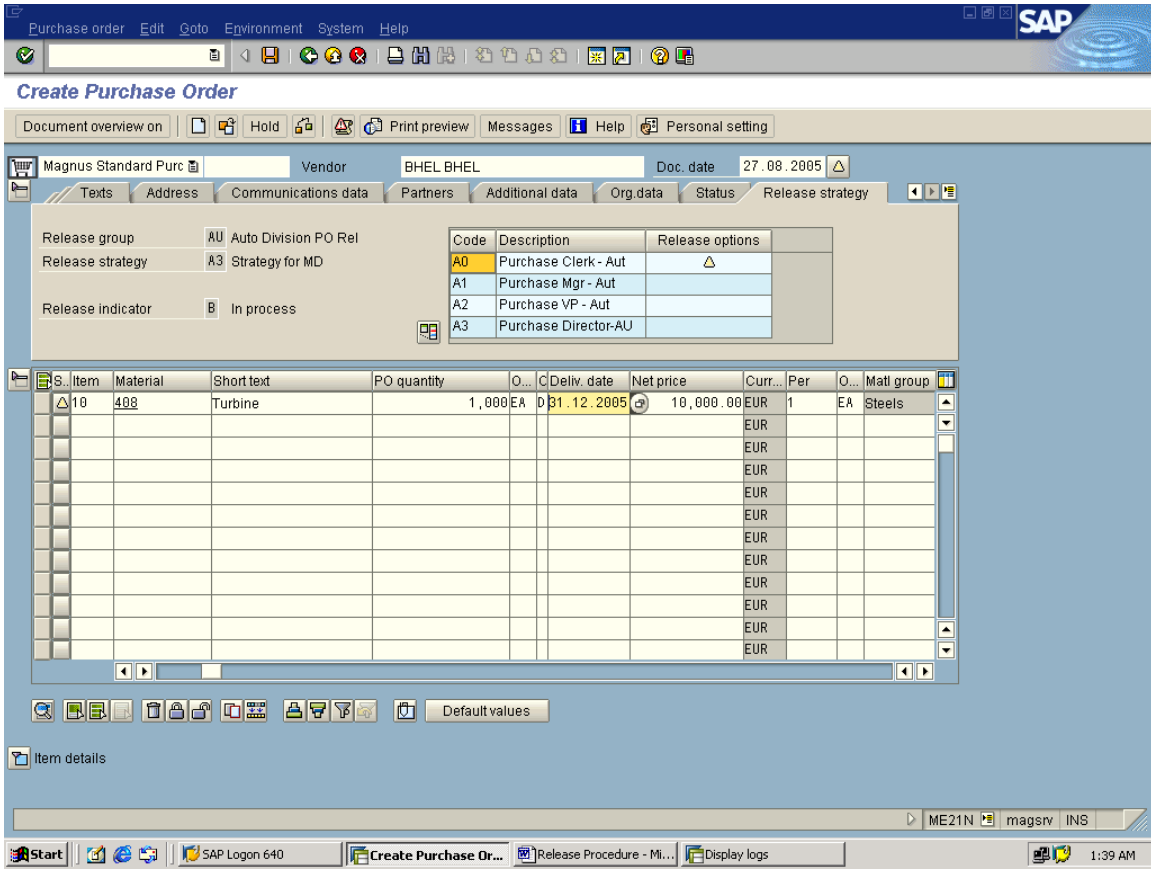 Purchase order Edit Goto Environment System Help
SAP
Create Purchase Order
Document overview on Hold Print preview Messages Help Personal setting
Magnus Standard Purc Vendor BHEL BHEL Doc. date 27.08.2005
Texts Address Communications data Partners Additional data Org.data Status Release strategy
Release group AU Auto Division PO Rel
Release strategy A3 Strategy for MD
Release indicator B In process
Code Description Release options
A0 Purchase Clerk - Aut
A1 Purchase Mgr - Aut
A2 Purchase VP - Aut
A3 Purchase Director-AU
S.. Item Material Short text PO quantity O... C Deliv. date Net price Curr... Per O... Matl group
10 408 Turbine 1,000 EA D 31.12.2005 10,000.00 EUR 1 EA Steels
EUR
EUR
EUR
EUR
EUR
EUR
EUR
EUR
EUR
EUR
EUR
Default values
Item details
ME21N magsrv INS
Start SAP Logon 640 Create Purchase Or... Release Procedure - Mi... Display logs 1:39 AM